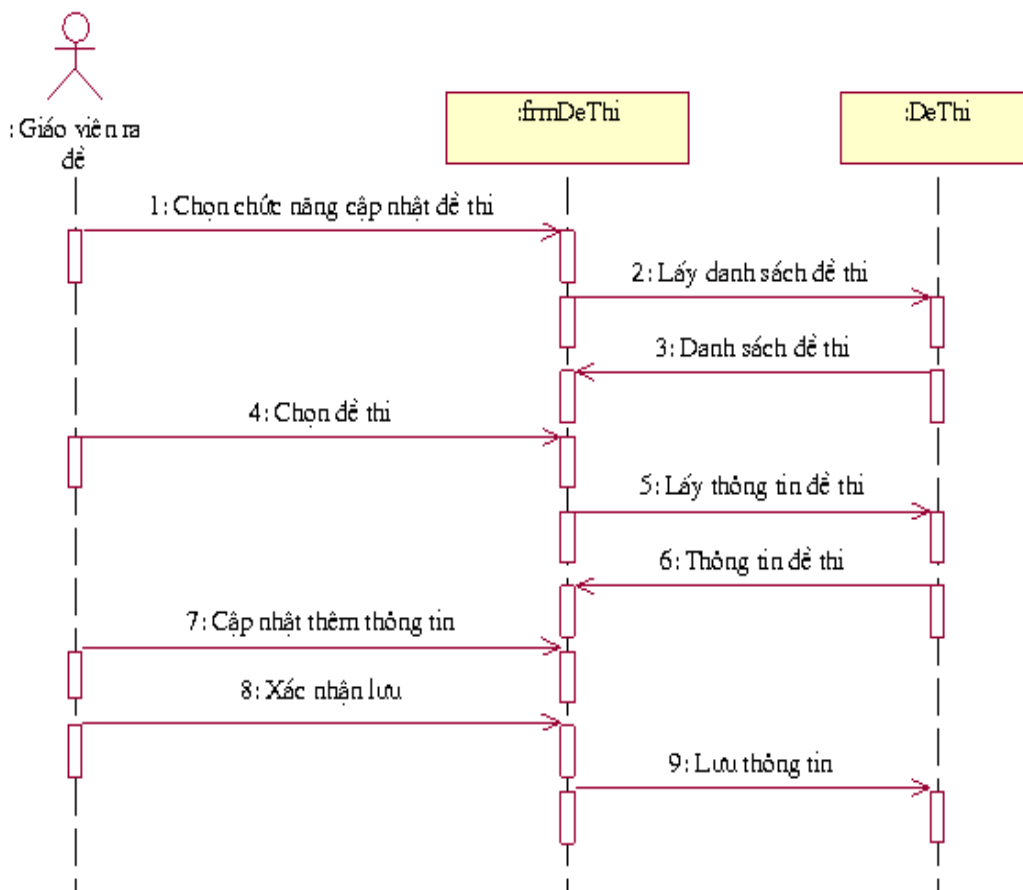 : Giáo viên ra
đề
:frmDeThi
:DeThi
1: Chọn chức năng cập nhật đề thi
2: Lấy danh sách đề thi
3: Danh sách đề thi
4: Chọn đề thi
5: Lấy thông tin đề thi
6: Thông tin đề thi
7: Cập nhật thêm thông tin
8: Xác nhận lưu
9: Lưu thông tin